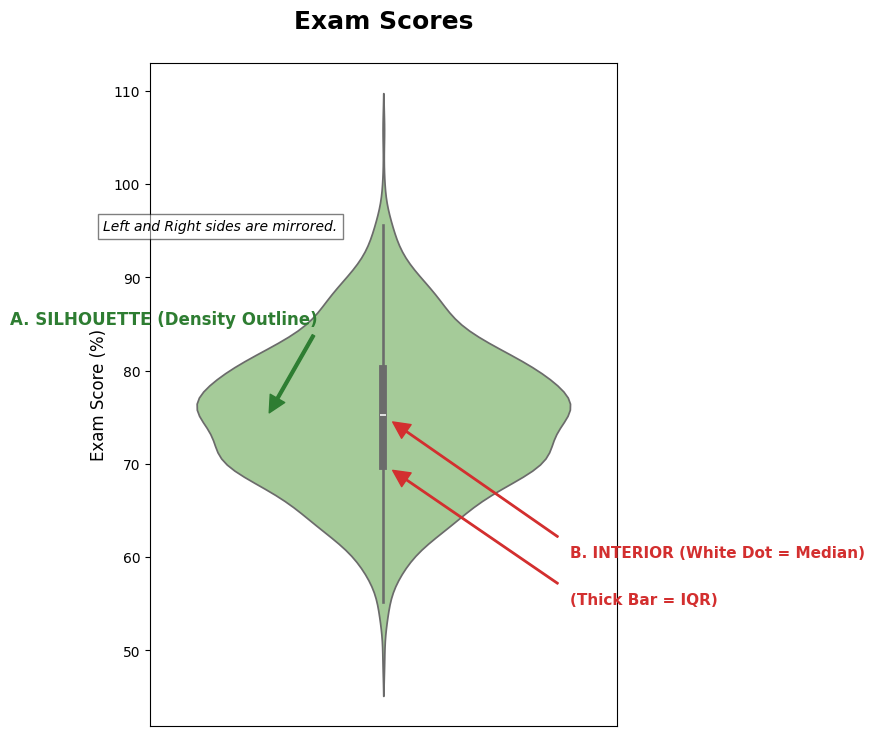 Exam Scores
110
100
Left and Right sides are mirrored.
90
A. SILHOUETTE (Density Outline)
Exam Score (%)
80
70
B. INTERIOR (White Dot = Median)
60
(Thick Bar = IQR)
50